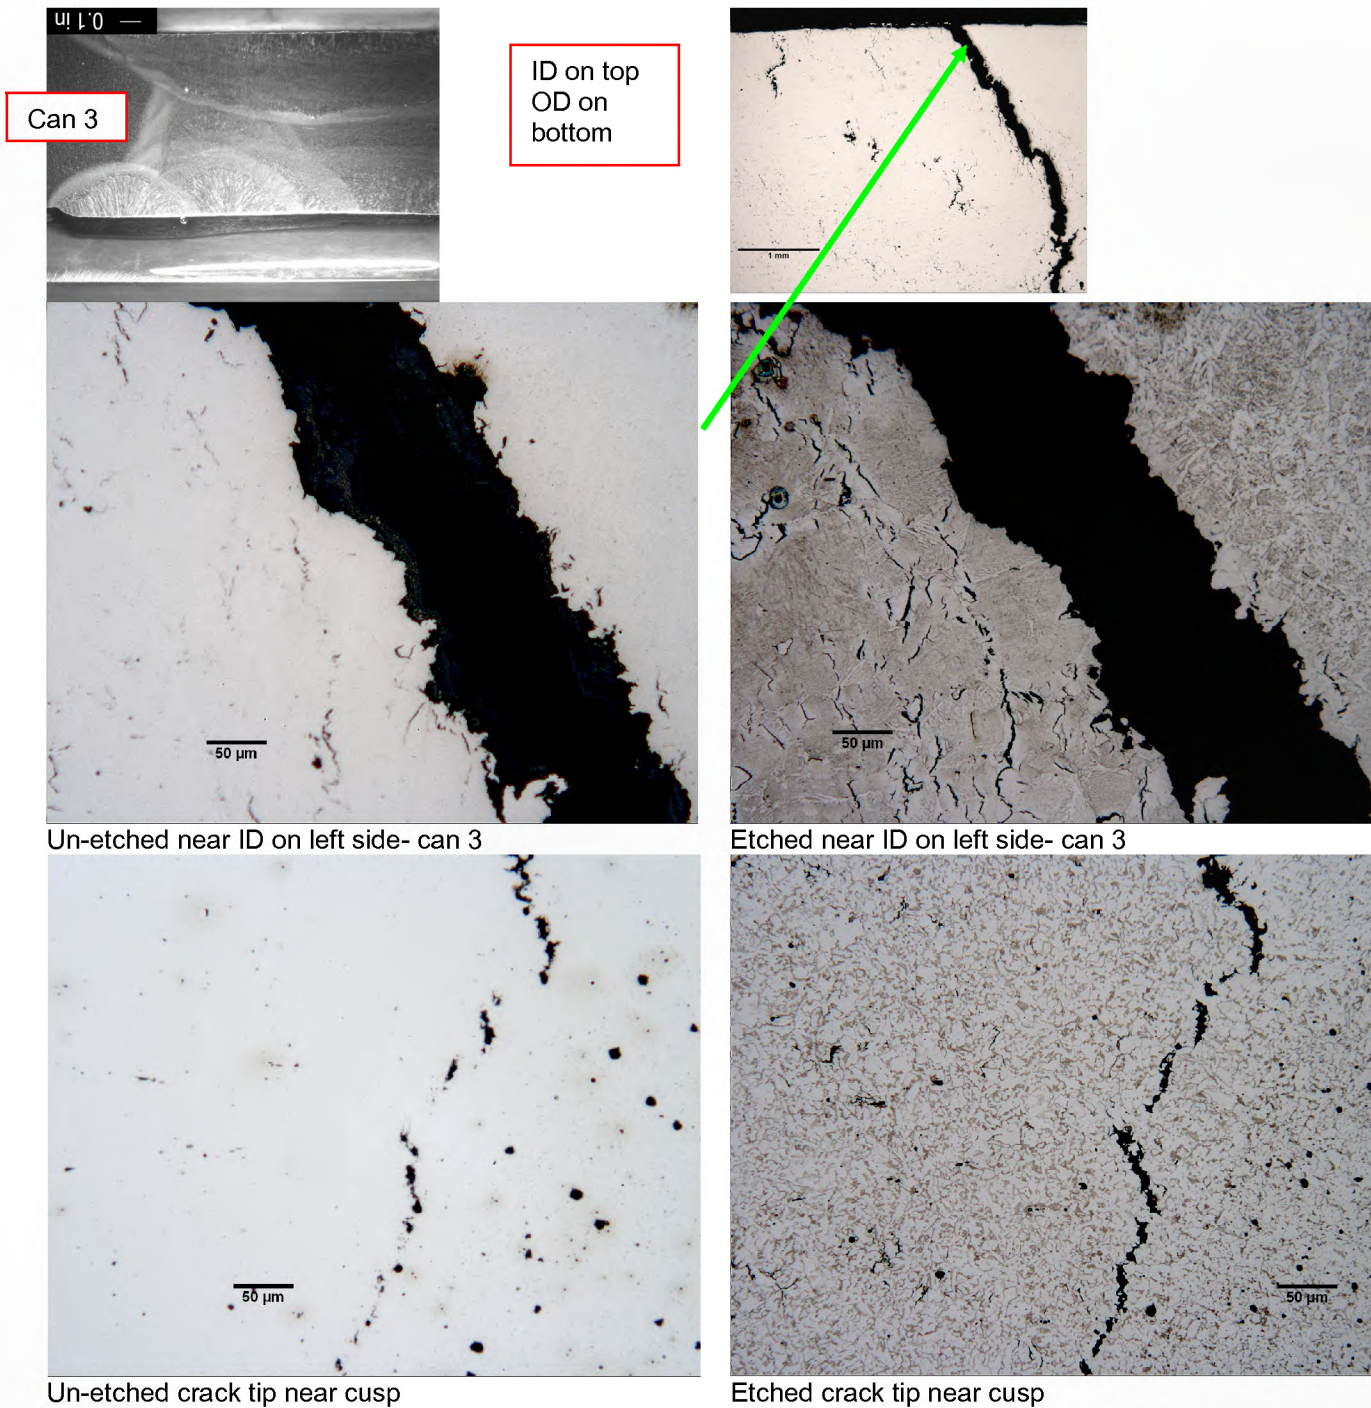 0.1 in
Can 3
ID on top
OD on
bottom
1 mm
50 µm
50 µm
Un-etched near ID on left side- can 3
Etched near ID on left side- can 3
50 µm
50 µm
Un-etched crack tip near cusp
Etched crack tip near cusp